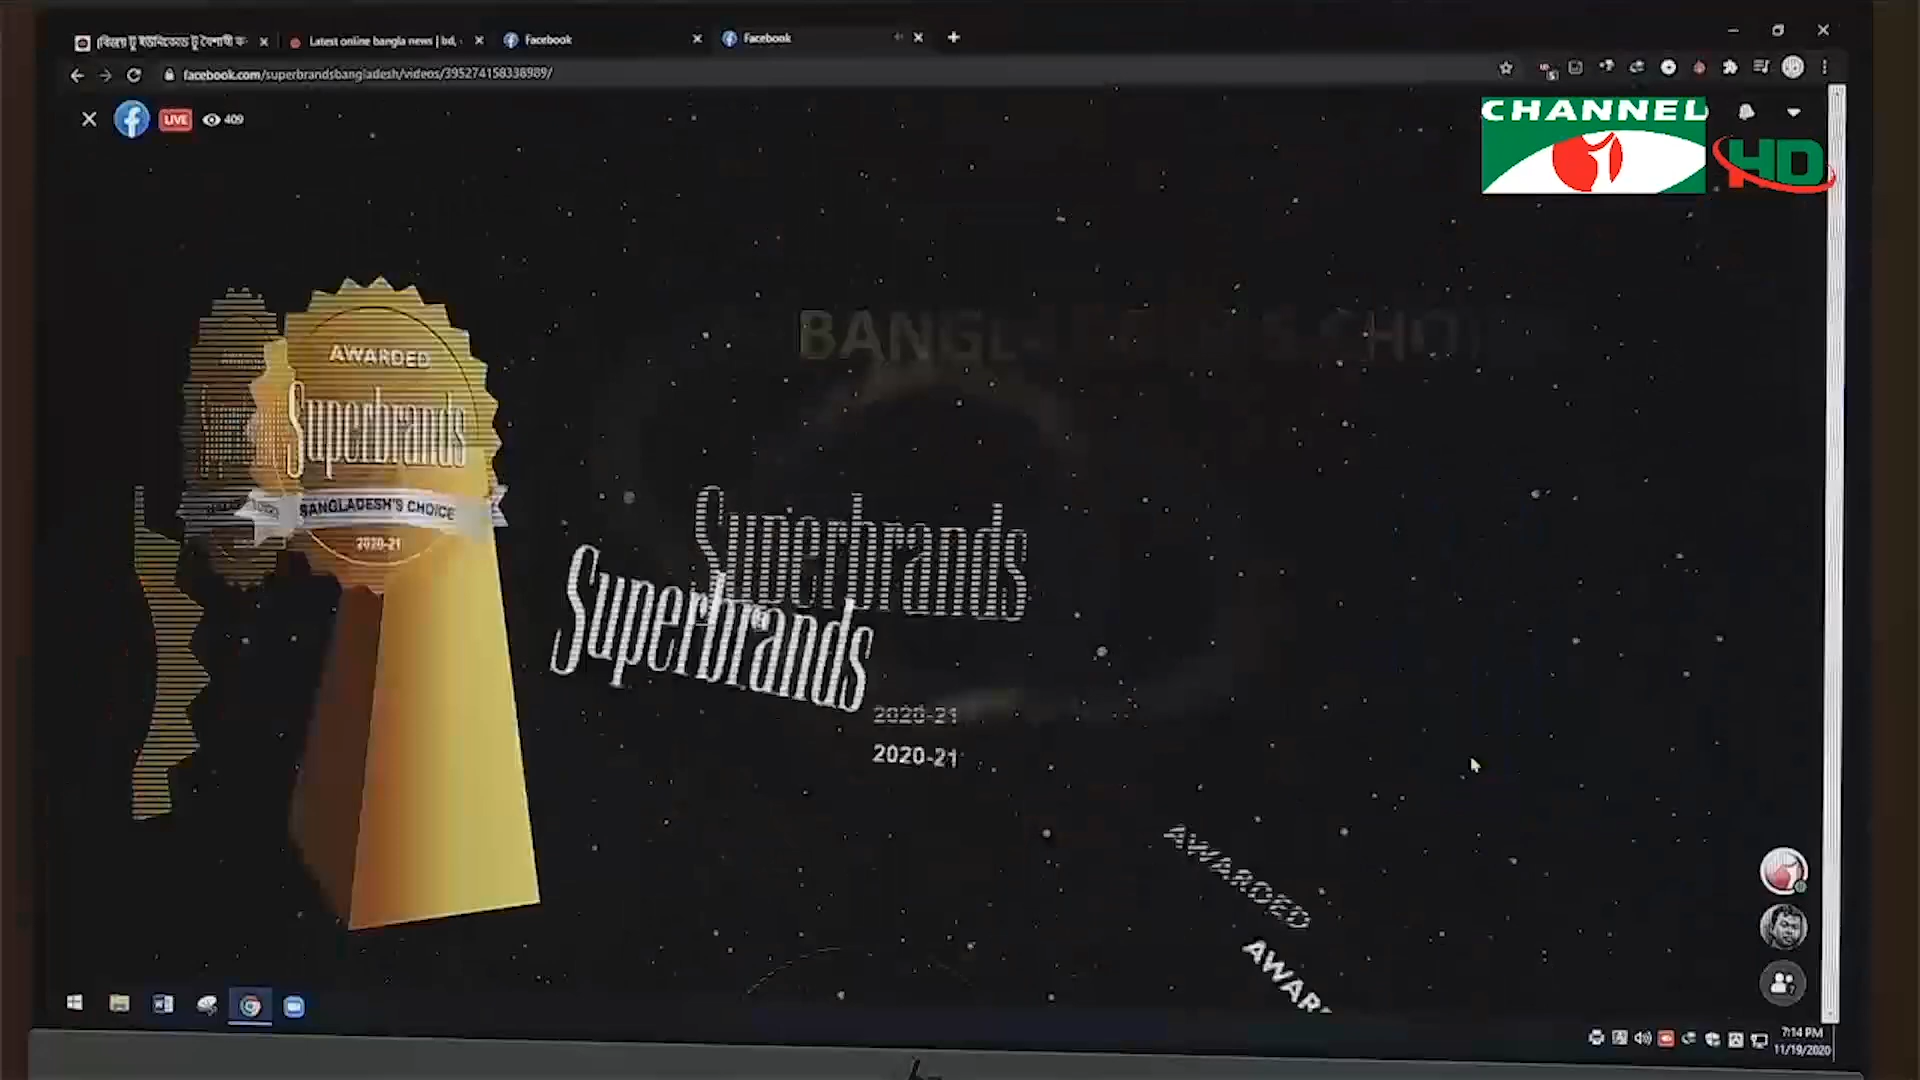 Latest online bangla news | bd,
Facebook
Facebook
facebook.com/superbrandsbangladesh/videos/395274158338989/
LIVE
409
CHANNEL
HD
AWARDED
Superbrands
BANGLADESH'S CHOICE
2020-21
Superbrands
Superbrands
2020-21
2020-21
AWARDED
AWAR
7:14 PM
11/19/2020